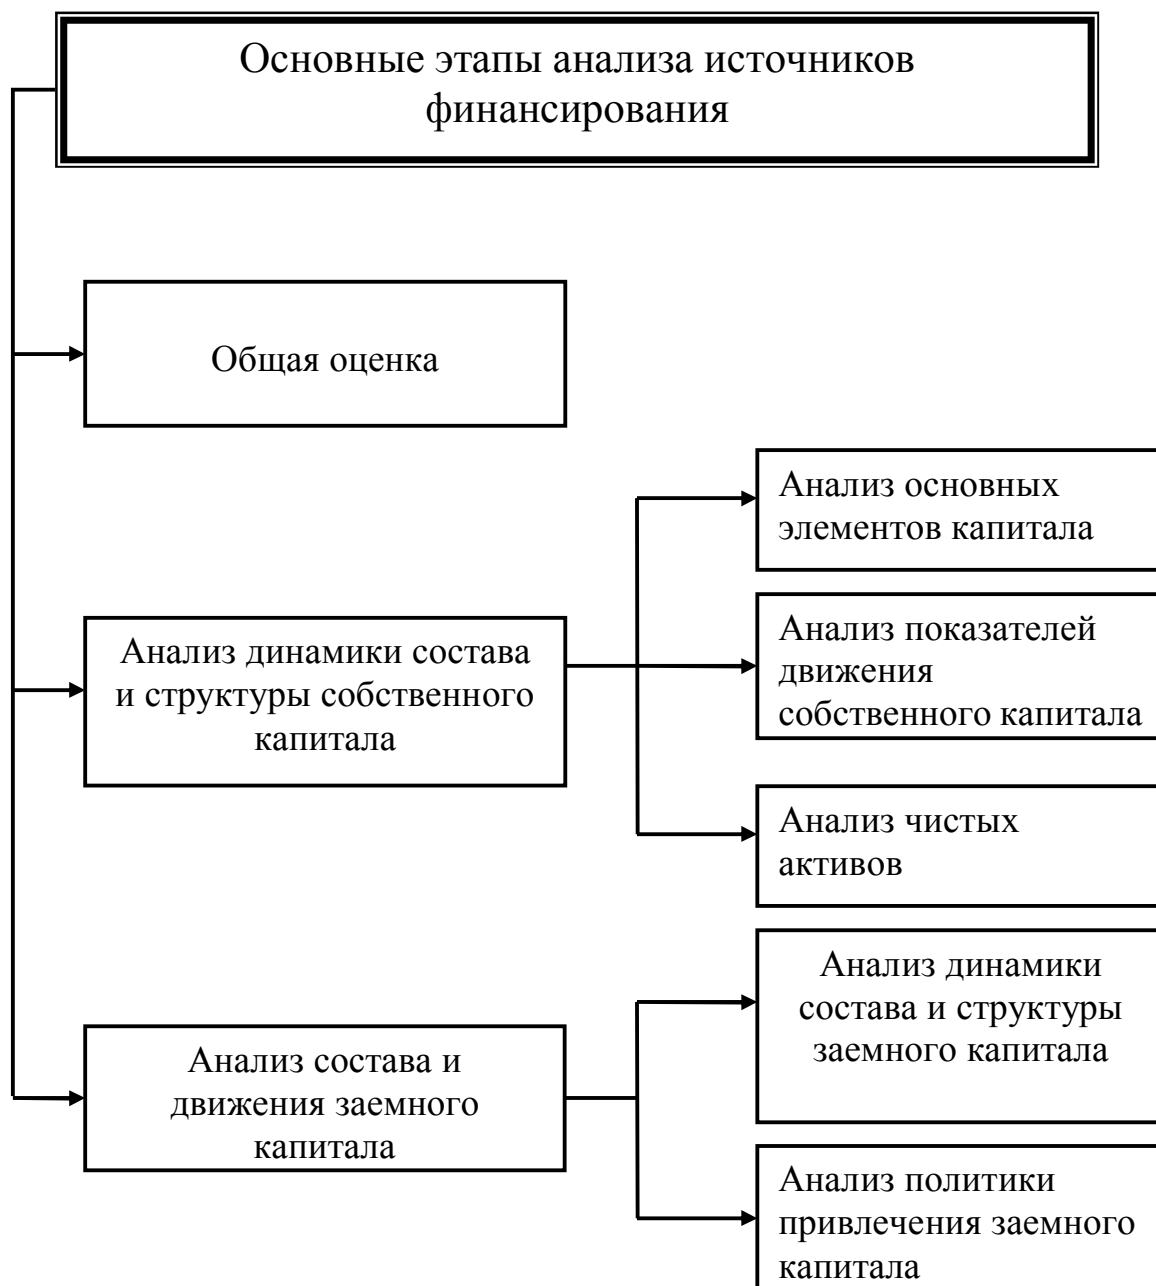 Основные этапы анализа источников
финансирования
Общая оценка
Анализ динамики состава
и структуры собственного
капитала
Анализ основных
элементов капитала
Анализ показателей
движения
собственного капитала
Анализ чистых
активов
Анализ состава и
движения заемного
капитала
Анализ динамики
состава и структуры
заемного капитала
Анализ политики
привлечения заемного
капитала